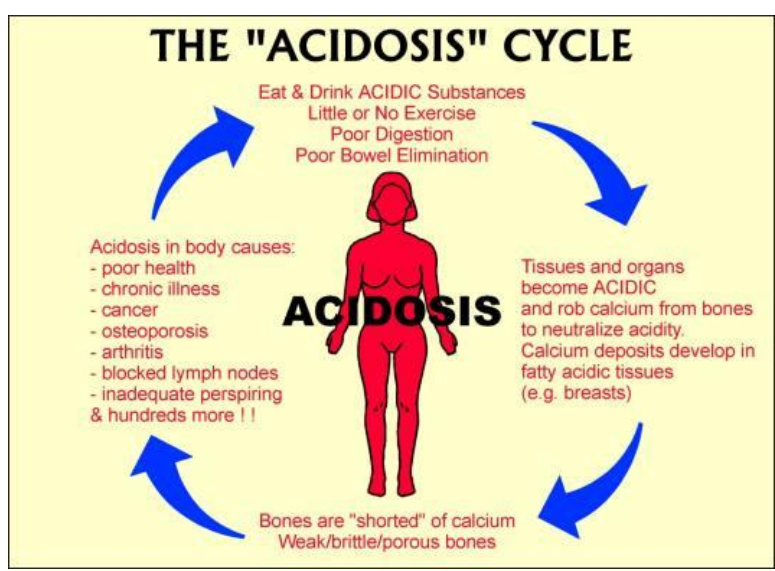 THE "ACIDOSIS" CYCLE
Eat & Drink ACIDIC Substances
Little or No Exercise
Poor Digestion
Poor Bowel Elimination
Tissues and organs
become ACIDIC
and rob calcium from bones
to neutralize acidity.
Calcium deposits develop in
fatty acidic tissues
(e.g. breasts)
Bones are "shorted" of calcium
Weak/brittle/porous bones
Acidosis in body causes:
- poor health
- chronic illness
- cancer
- osteoporosis
- arthritis
- blocked lymph nodes
- inadequate perspiring
& hundreds more ! !
ACIDOSIS